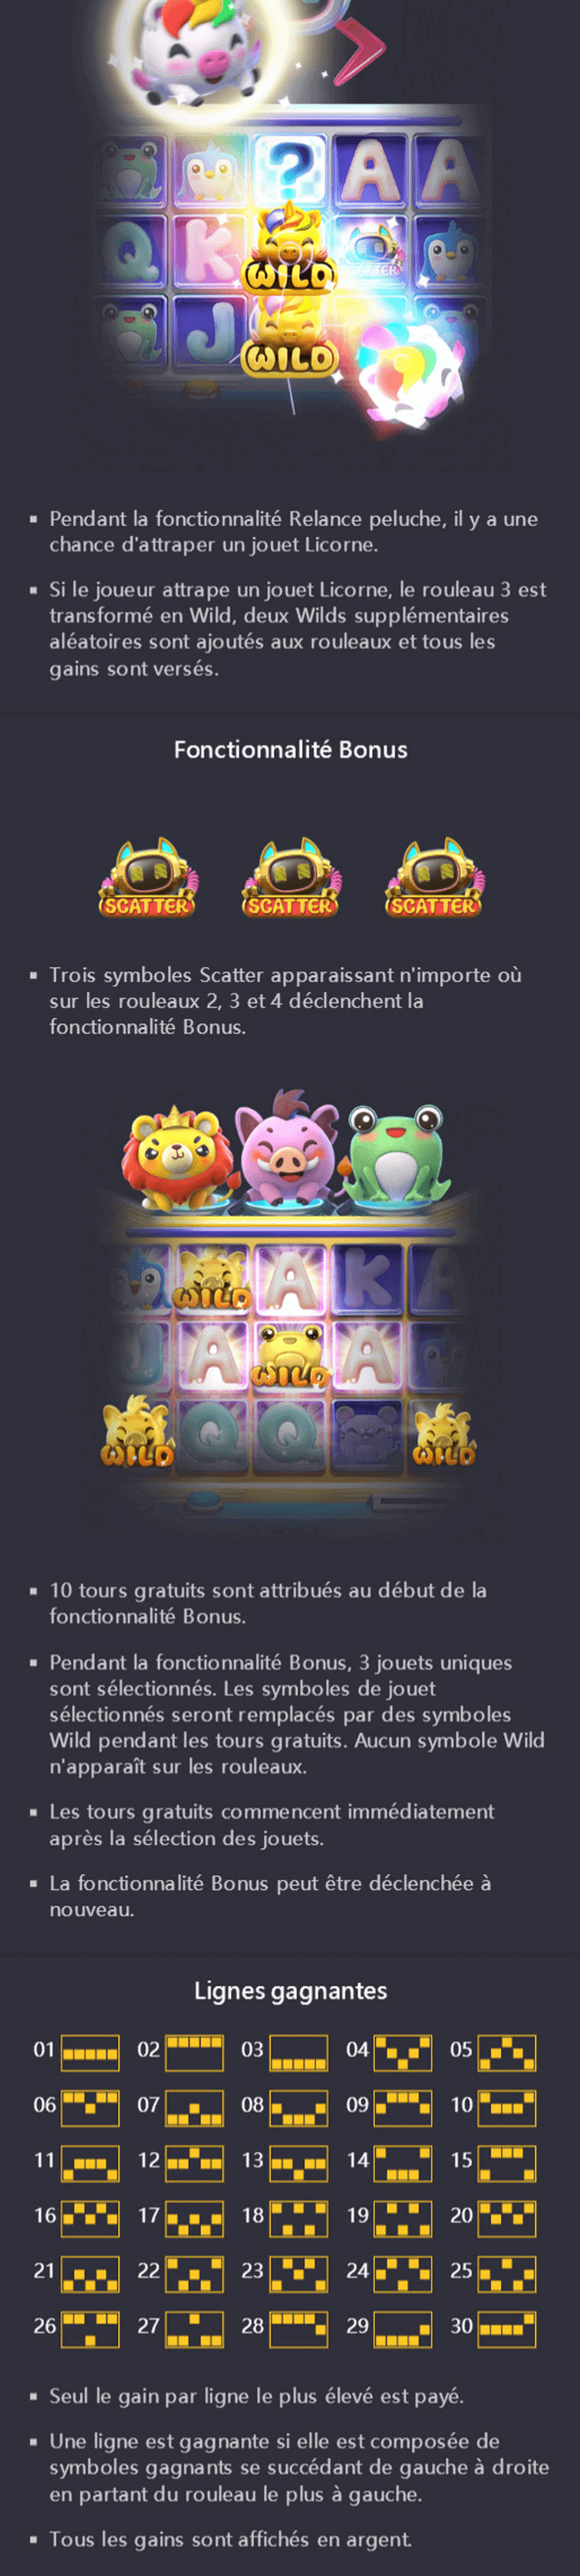 ?
A
A
Q
K
WILD
SCATTER
J
WILD
▪ Pendant la fonctionnalité Relance peluche, il y a une
chance d'attraper un jouet Licorne.
▪ Si le joueur attrape un jouet Licorne, le rouleau 3 est
transformé en Wild, deux Wilds supplémentaires
aléatoires sont ajoutés aux rouleaux et tous les
gains sont versés.
Fonctionnalité Bonus
SCATTER SCATTER SCATTER
▪ Trois symboles Scatter apparaissant n'importe où
sur les rouleaux 2, 3 et 4 déclenchent la
fonctionnalité Bonus.
WILD A K A
J A WILD A
WILD Q Q WILD
▪ 10 tours gratuits sont attribués au début de la
fonctionnalité Bonus.
▪ Pendant la fonctionnalité Bonus, 3 jouets uniques
sont sélectionnés. Les symboles de jouet
sélectionnés seront remplacés par des symboles
Wild pendant les tours gratuits. Aucun symbole Wild
n'apparaît sur les rouleaux.
▪ Les tours gratuits commencent immédiatement
après la sélection des jouets.
▪ La fonctionnalité Bonus peut être déclenchée à
nouveau.
Lignes gagnantes
01 02 03 04 05
06 07 08 09 10
11 12 13 14 15
16 17 18 19 20
21 22 23 24 25
26 27 28 29 30
▪ Seul le gain par ligne le plus élevé est payé.
▪ Une ligne est gagnante si elle est composée de
symboles gagnants se succédant de gauche à droite
en partant du rouleau le plus à gauche.
▪ Tous les gains sont affichés en argent.